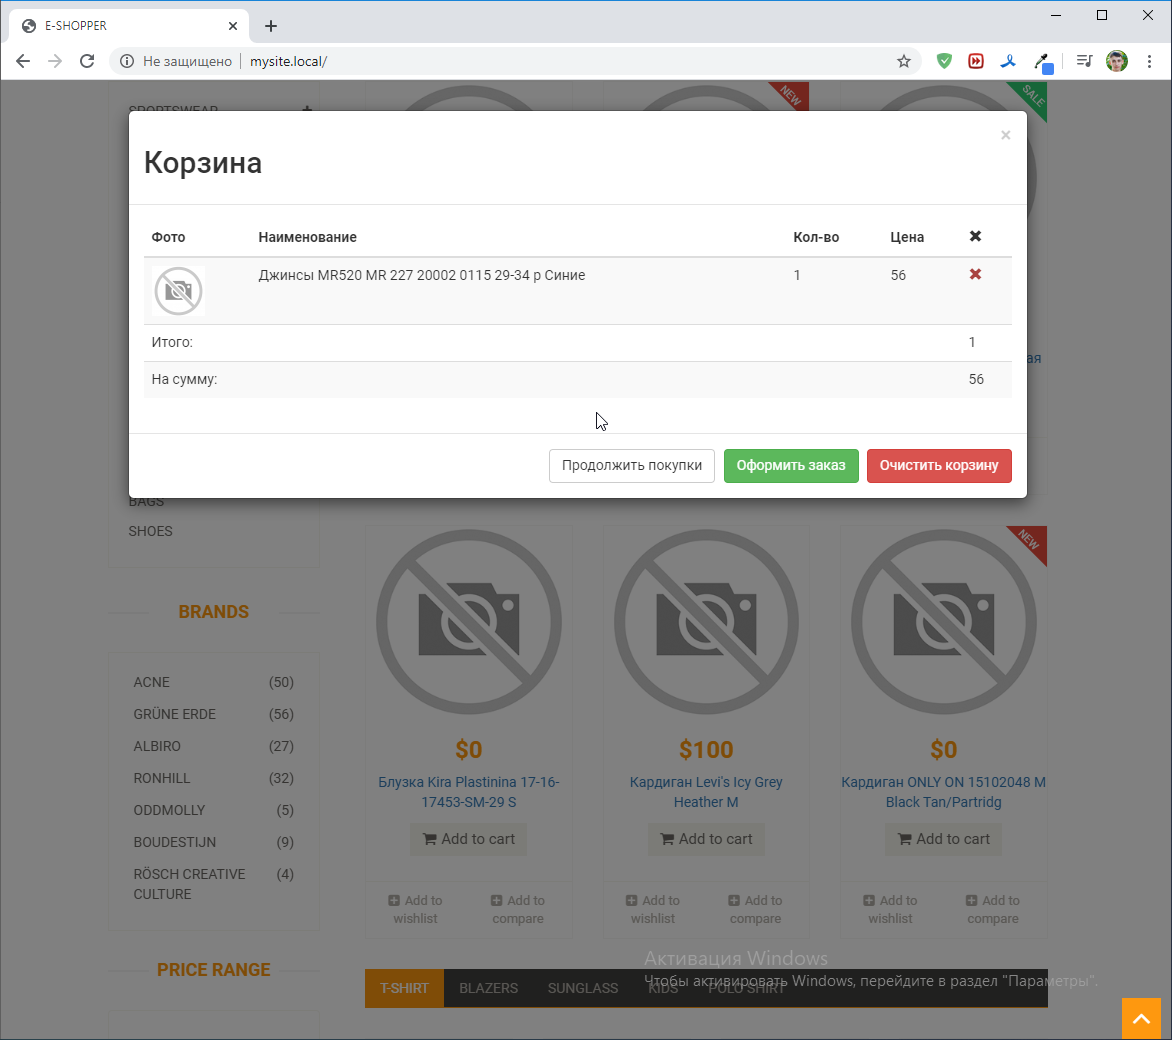 E-SHOPPER
Не защищено
mysite.local/
SPORTSWEAR
NEW
SALE
×
Корзина
Фото Наименование Кол-во Цена
Джинсы MR520 MR 227 20002 0115 29-34 р Синие 1 56
Итого: 1
ая
На сумму: 56
Продолжить покупки Оформить заказ Очистить корзину
BAGS
SHOES
NEW
BRANDS
ACNE (50)
GRÜNE ERDE (56)
ALBIRO (27)
RONHILL (32)
ODDMOLLY (5)
BOUDESTIJN (9)
RÖSCH CREATIVE (4)
CULTURE
PRICE RANGE
$0
Блузка Kira Plastinina 17-16-
17453-SM-29 S
Add to cart
Add to
wishlist
Add to
compare
$100
Кардиган Levi's Icy Grey
Heather M
Add to cart
Add to
wishlist
Add to
compare
$0
Кардиган ONLY ON 15102048 M
Black Tan/Partridg
Add to cart
Add to
wishlist
Add to
compare
T-SHIRT BLAZERS SUNGLASS KIDS POLO SHIRT
Активация Windows
Чтобы активировать Windows, перейдите в раздел "Параметры".